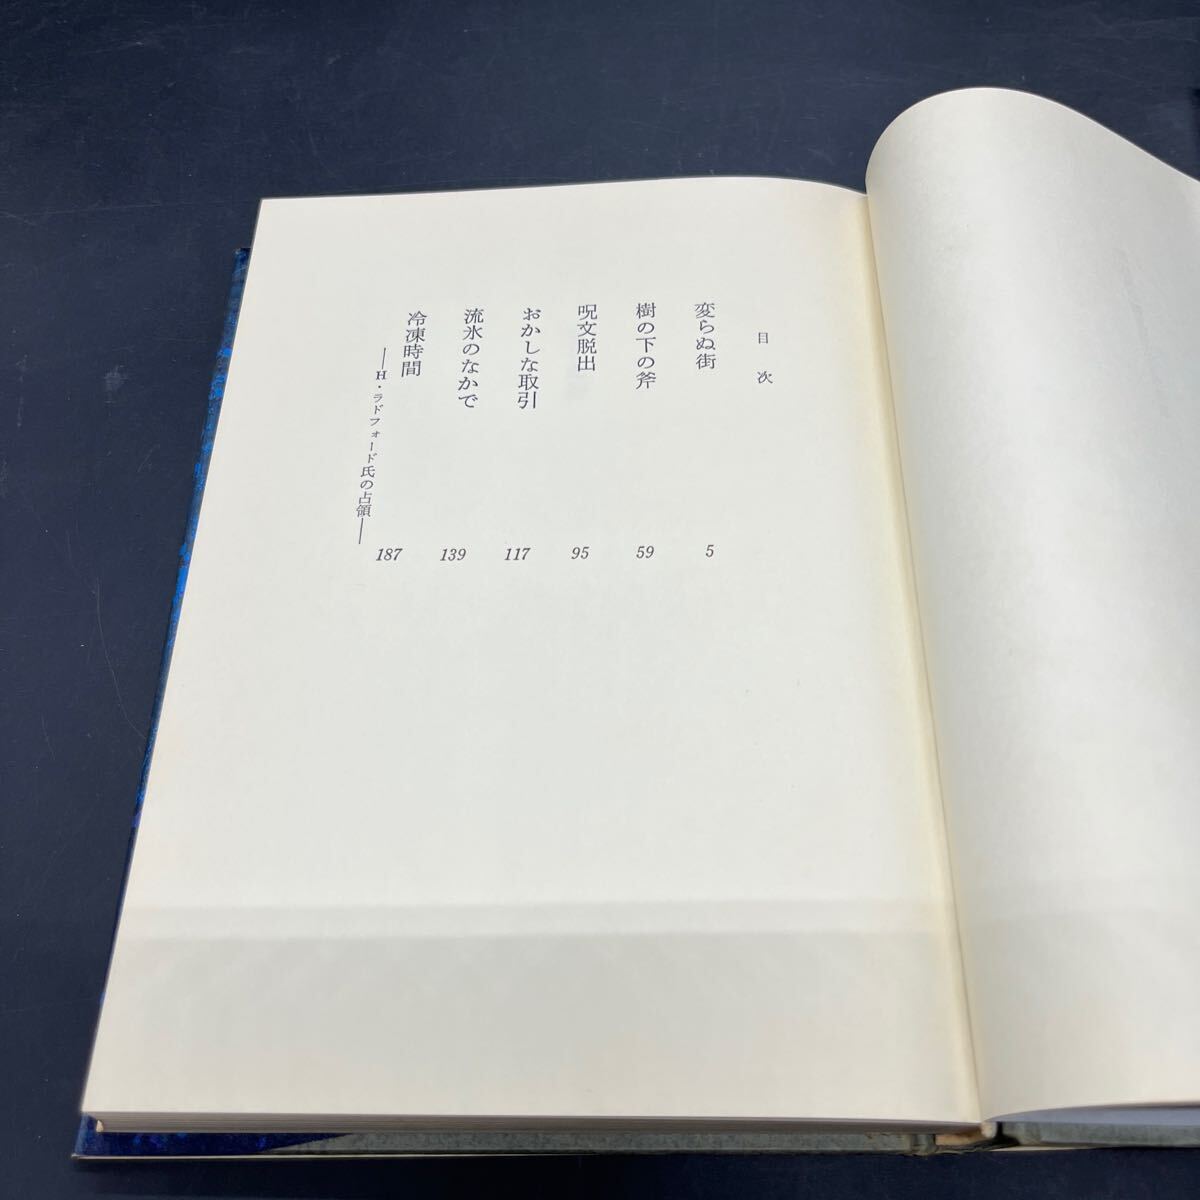 目次
変らぬ街 5
樹の下の斧 59
呪文脱出 95
おかしな取引 117
流氷のなかで 139
冷凍時間 187
――H・ラドフォード氏の占領――